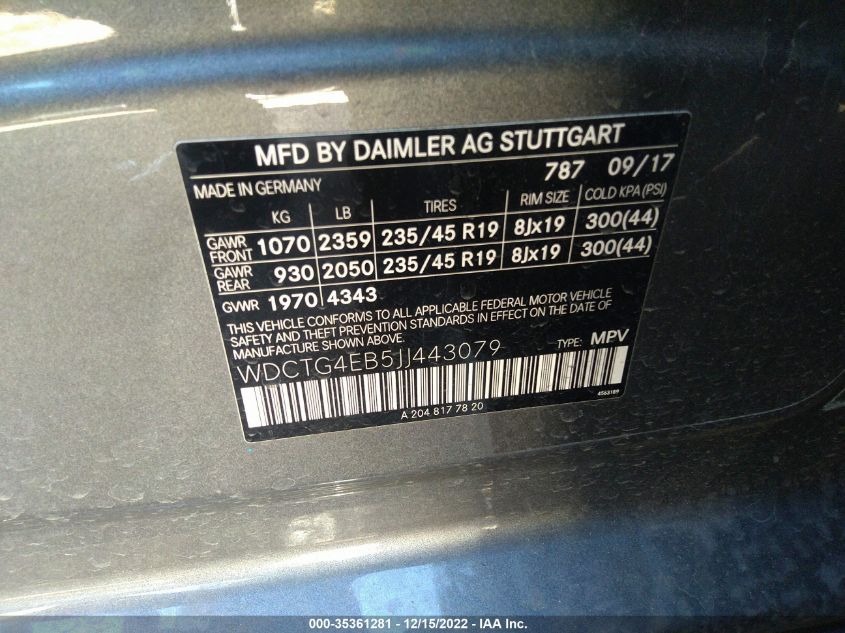 MFD BY DAIMLER AG STUTTGART
787 09/17
MADE IN GERMANY
KG LB TIRES RIM SIZE COLD KPA(PSI)
GAWR FRONT 1070 2359 235/45 R19 8Jx19 300(44)
GAWR REAR 930 2050 235/45 R19 8Jx19 300(44)
GVWR 1970 4343
THIS VEHICLE CONFORMS TO ALL APPLICABLE FEDERAL MOTOR VEHICLE
SAFETY AND THEFT PREVENTION STANDARDS IN EFFECT ON THE DATE OF
MANUFACTURE SHOWN ABOVE.
TYPE: MPV
WDCTG4EB5JJ443079
4563189
A 204 817 78 20
000-35361281 - 12/15/2022 - IAA Inc.